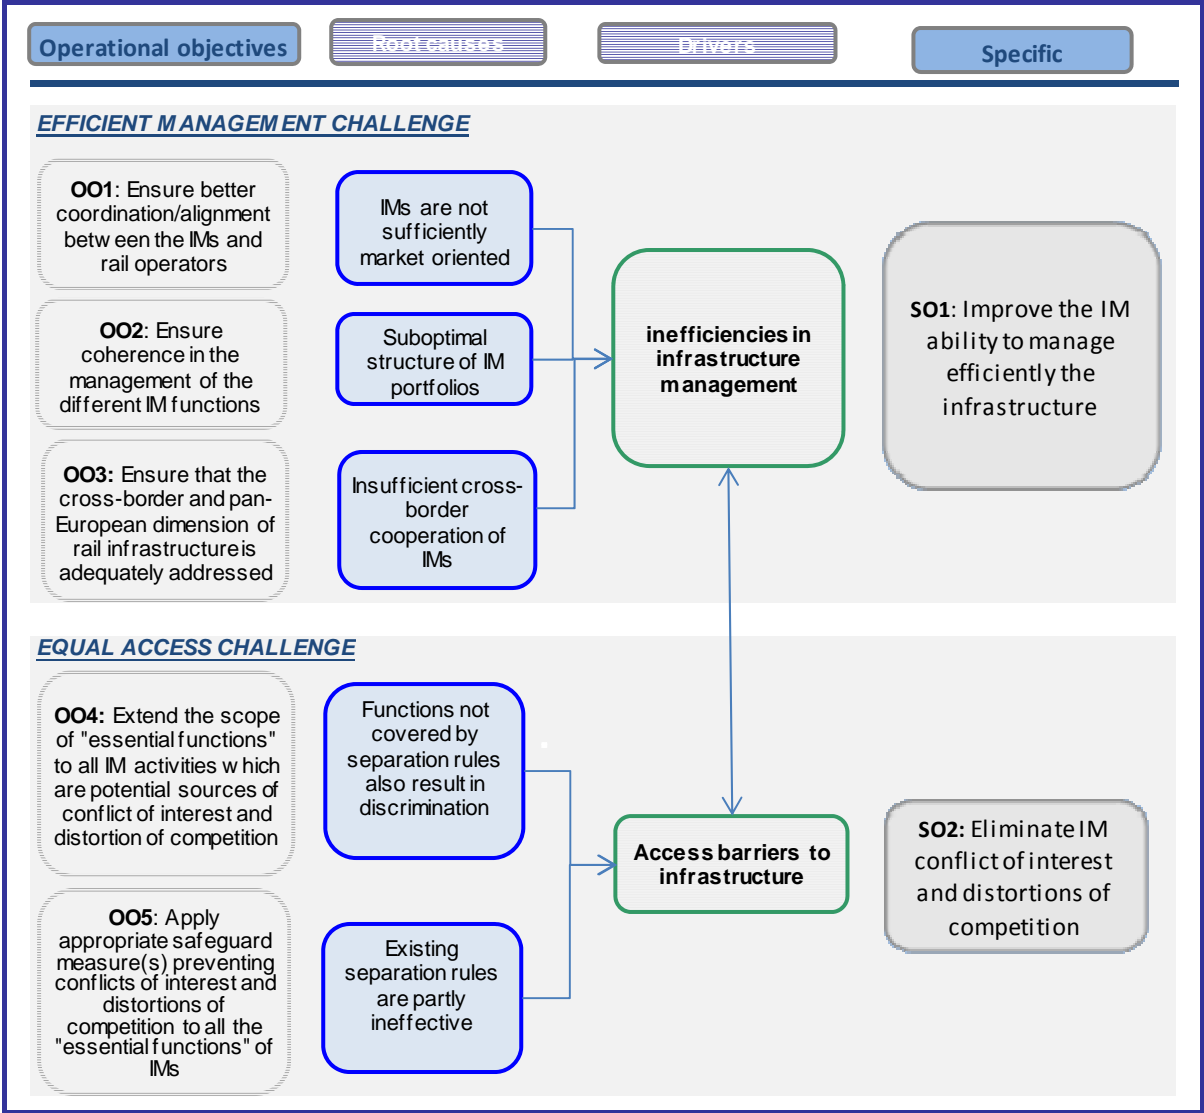 Operational objectives
Root causes
Drivers
Specific
EFFICIENT MANAGEMENT CHALLENGE
OO1: Ensure better
coordination/alignment
between the IMs and
rail operators
OO2: Ensure
coherence in the
management of the
different IM functions
OO3: Ensure that the
cross-border and pan-
European dimension of
rail infrastructure is
adequately addressed
IMs are not
sufficiently
market oriented
Suboptimal
structure of IM
portfolios
Insufficient cross-
border
cooperation of
IMs
inefficiencies in
infrastructure
management
SO1: Improve the IM
ability to manage
efficiently the
infrastructure
EQUAL ACCESS CHALLENGE
OO4: Extend the scope
of "essential functions"
to all IM activities which
are potential sources of
conflict of interest and
distortion of competition
OO5: Apply
appropriate safeguard
measure(s) preventing
conflicts of interest and
distortions of
competition to all the
"essential functions" of
IMs
Functions not
covered by
separation rules
also result in
discrimination
Existing
separation rules
are partly
ineffective
Access barriers to
infrastructure
SO2: Eliminate IM
conflict of interest
and distortions of
competition